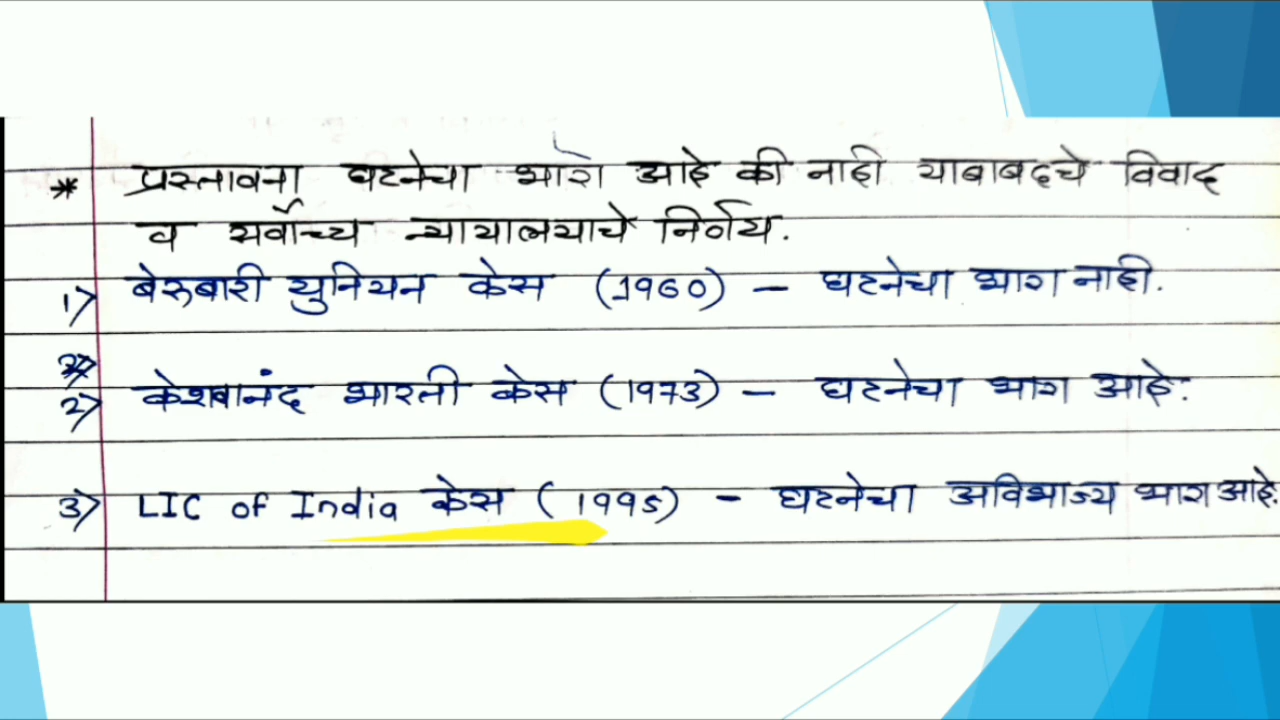 * प्रस्तावना घटनेचा भाग आहे की नाही याबाबदचे विवाद
व सर्वोच्च न्यायालयाचे निर्णय.
1) बेरुबारी युनियन केस (1960) – घटनेचा भाग नाही.
2) केशवानंद भारती केस (1973) – घटनेचा भाग आहे.
3) LIC of India केस (1995) – घटनेचा अविभाज्य भाग आहे.